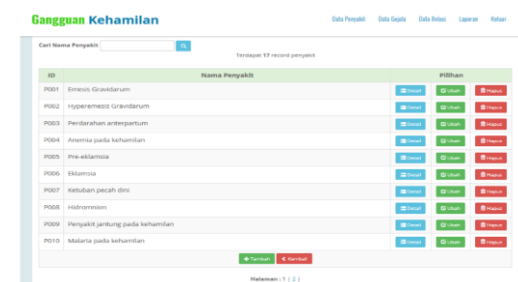 Gangguan Kehamilan
Data Penyakit Data Gejala Data Relasi Laporan Keluar
Cari Nama Penyakit
Terdapat 17 record penyakit
ID Nama Penyakit Pilihan
P001 Emesis Gravidarum Detail Ubah Hapus
P002 Hyperemesis Gravidarum Detail Ubah Hapus
P003 Perdarahan anterpartum Detail Ubah Hapus
P004 Anemia pada kehamilan Detail Ubah Hapus
P005 Pre-eklamsia Detail Ubah Hapus
P006 Eklamsia Detail Ubah Hapus
P007 Ketuban pecah dini Detail Ubah Hapus
P008 Hidromnion Detail Ubah Hapus
P009 Penyakit jantung pada kehamilan Detail Ubah Hapus
P010 Malaria pada kehamilan Detail Ubah Hapus
Tambah Kembali
Halaman : 1 | 2 |